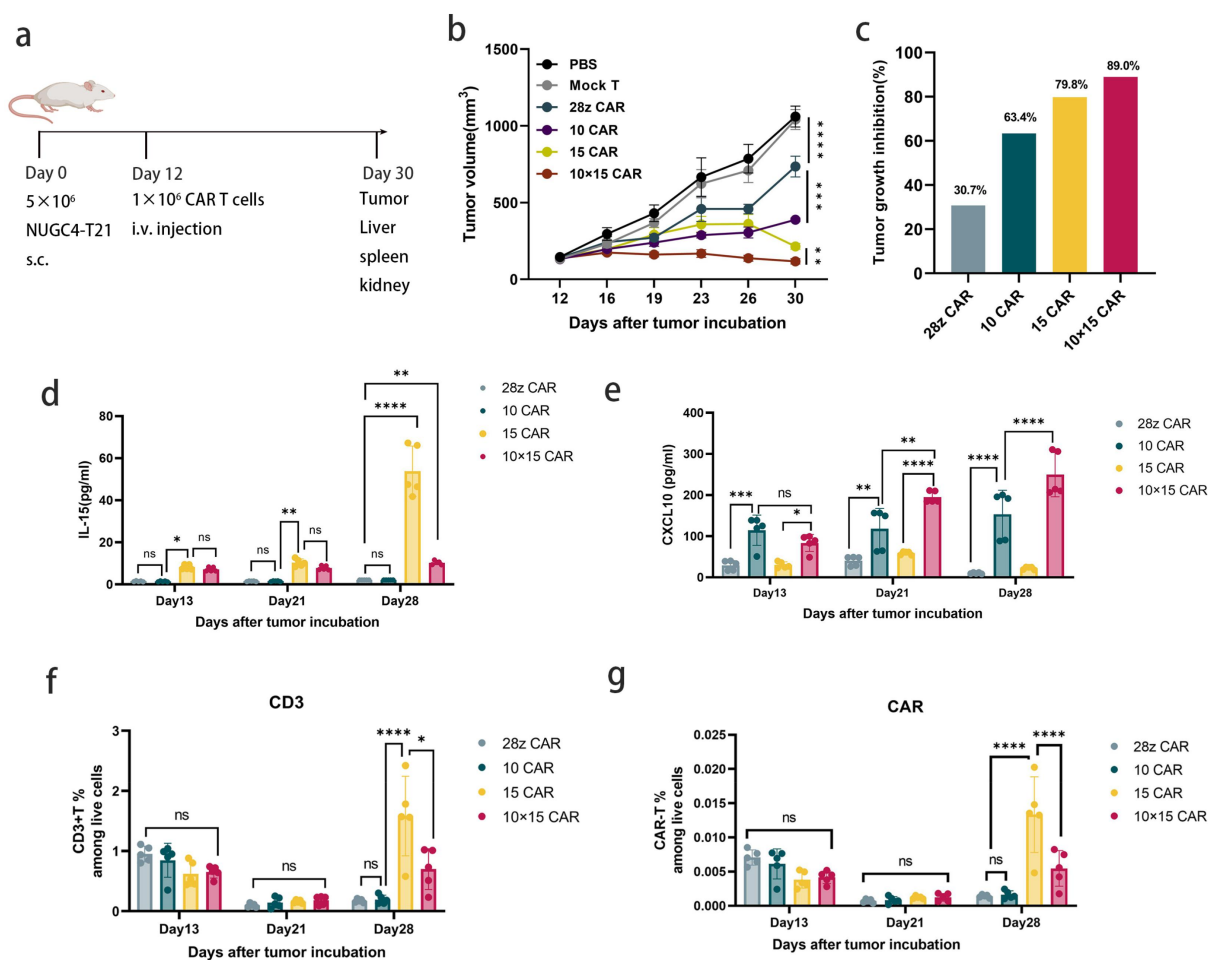 a
Day 0
Day 12
Day 30
5×10⁶
1×10⁶ CAR T cells
Tumor
NUGC4-T21
i.v. injection
Liver
s.c.
spleen
kidney
b
Tumor volume(mm³)
1500
1000
500
0
PBS
Mock T
28z CAR
10 CAR
15 CAR
10×15 CAR
****
***
**
12 16 19 23 26 30
Days after tumor incubation
c
Tumor growth inhibition(%)
100
80
60
40
20
0
30.7%
63.4%
79.8%
89.0%
28z CAR
10 CAR
15 CAR
10×15 CAR
d
IL-15(pg/ml)
80
60
40
20
0
ns * ns
ns ** ns
ns **** **
Day13 Day21 Day28
Days after tumor incubation
28z CAR
10 CAR
15 CAR
10×15 CAR
e
CXCL10 (pg/ml)
400
300
200
100
0
*** ns *
** ** ****
**** ****
Day13 Day21 Day28
Days after tumor incubation
28z CAR
10 CAR
15 CAR
10×15 CAR
f
CD3
CD3+T %
among live cells
3
2
1
0
ns
ns
ns **** *
Day13 Day21 Day28
Days after tumor incubation
28z CAR
10 CAR
15 CAR
10×15 CAR
g
CAR
CAR-T %
among live cells
0.025
0.020
0.015
0.010
0.005
0.000
ns
ns
ns **** ****
Day13 Day21 Day28
Days after tumor incubation
28z CAR
10 CAR
15 CAR
10×15 CAR